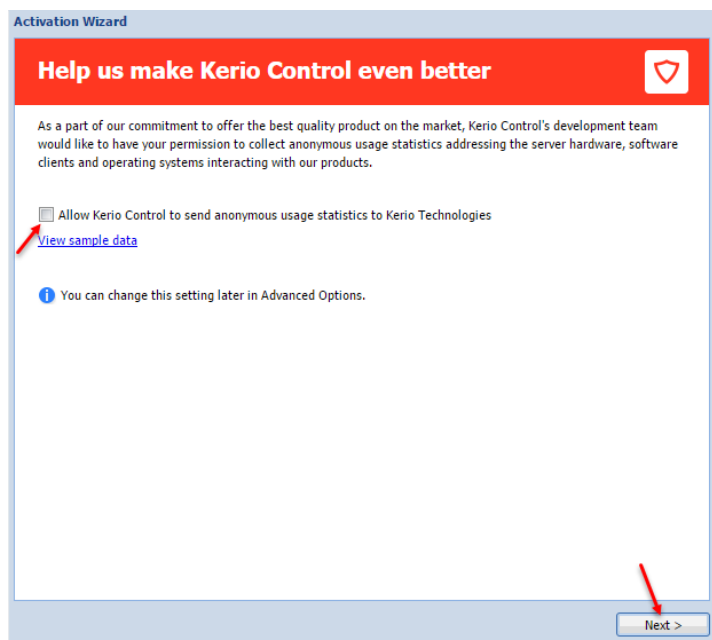 Activation Wizard
Help us make Kerio Control even better
As a part of our commitment to offer the best quality product on the market, Kerio Control's development team
would like to have your permission to collect anonymous usage statistics addressing the server hardware, software
clients and operating systems interacting with our products.
Allow Kerio Control to send anonymous usage statistics to Kerio Technologies
View sample data
You can change this setting later in Advanced Options.
Next >